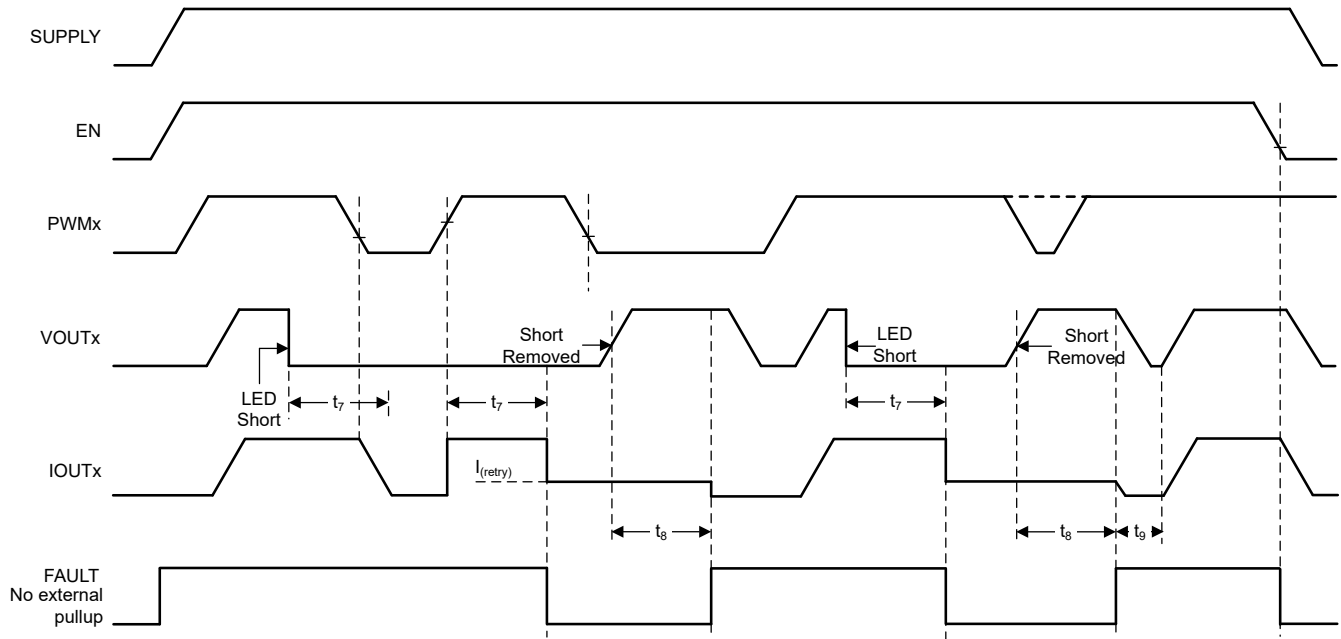 SUPPLY
EN
PWMx
VOUTx
LED
Short
t7
t7
Short
Removed
LED
Short
t7
Short
Removed
IOUTx
I(retry)
t8
t8
t9
FAULT
No external
pullup